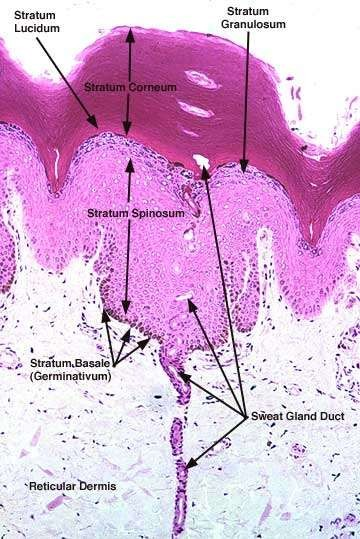 Stratum
Lucidum
Stratum
Granulosum
Stratum Corneum
Stratum Spinosum
Stratum Basale
(Germinativum)
Sweat Gland Duct
Reticular Dermis